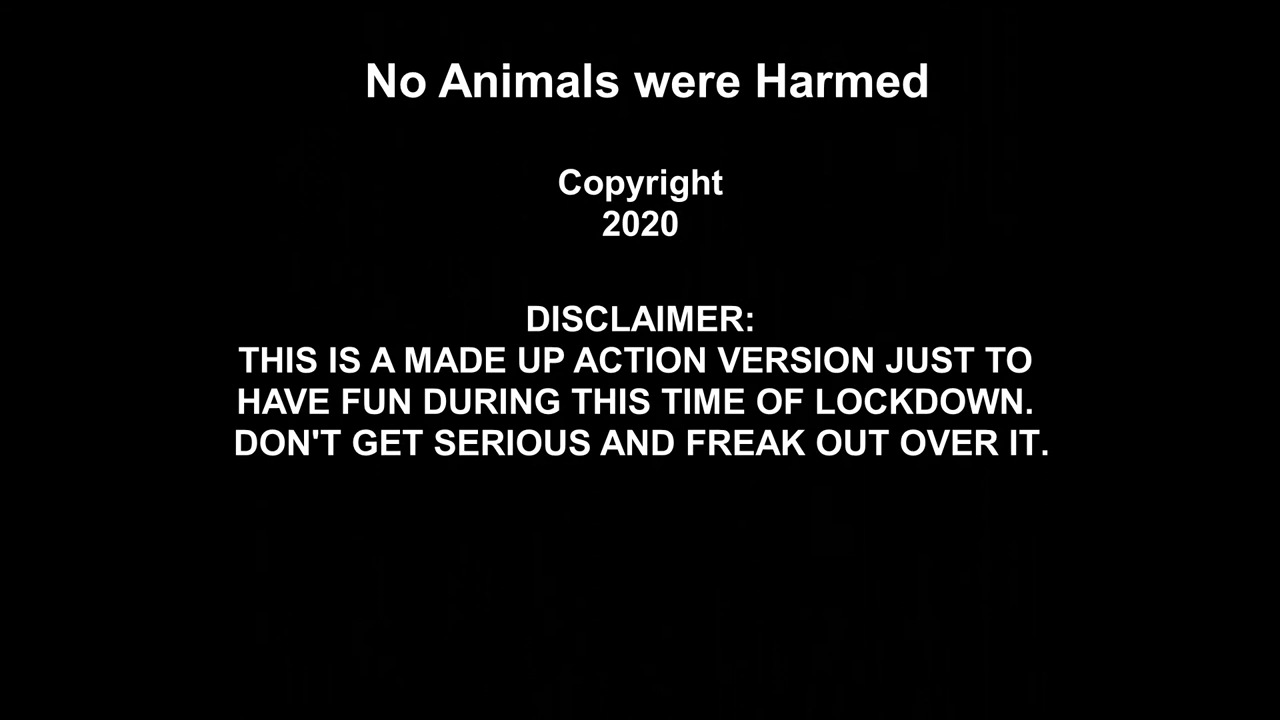 No Animals were Harmed
Copyright
2020
DISCLAIMER:
THIS IS A MADE UP ACTION VERSION JUST TO
HAVE FUN DURING THIS TIME OF LOCKDOWN.
DON'T GET SERIOUS AND FREAK OUT OVER IT.